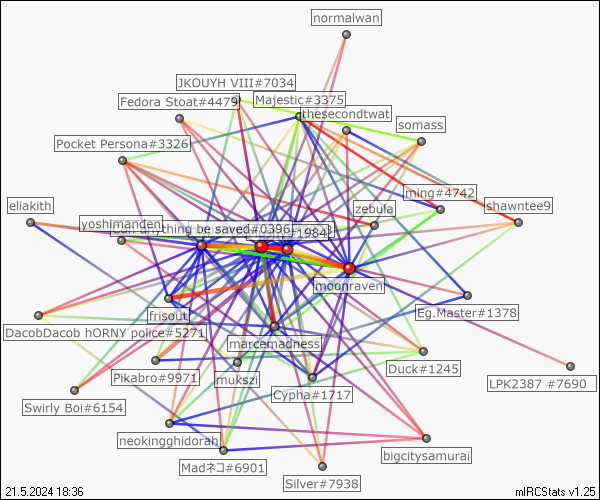 normalwan
JKOUYH VIII#7034
Fedora Stoat#4479
Majestic#3375
thesecondtwat
somass
Pocket Persona#3326
ming#4742
eliakith
zebula
shawntee9
yoshimanden
anything be saved#0396
1984
moonraven
Eg.Master#1378
frisout
DacobDacob hORNY police#5271
marcemadness
Duck#1245
Pikabro#9971
mukszi
LPK2387 #7690
Cypha#1717
Swirly Boi#6154
neokingghidorah
bigcitysamurai
Madネコ#6901
Silver#7938
21.5.2024 18:36
mIRCStats v1.25